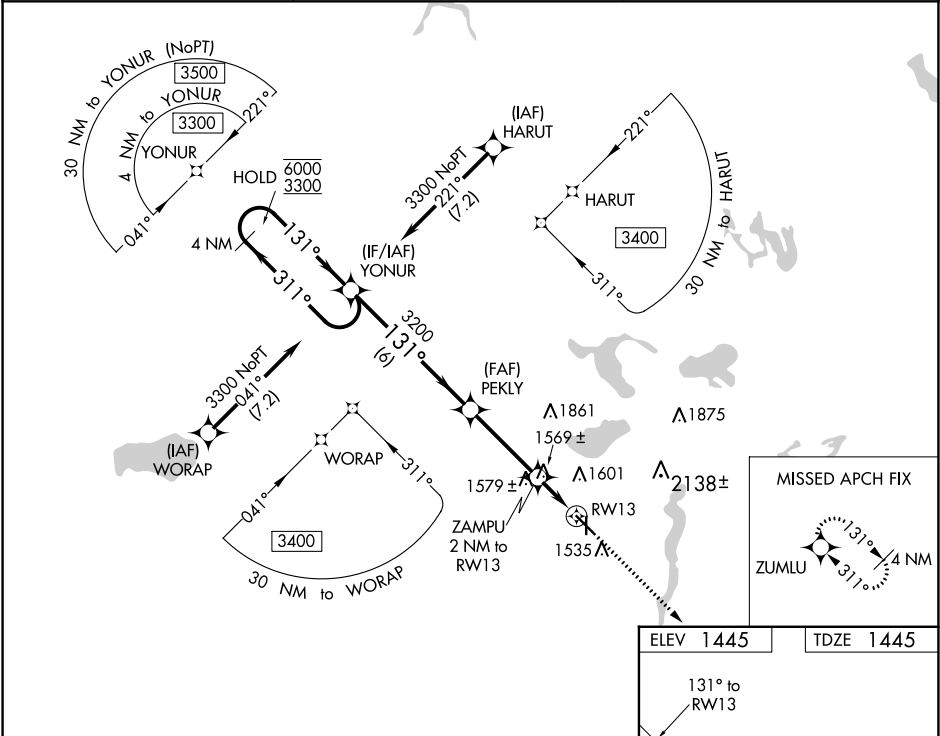 30 NM to YONUR (NoPT)
3500
4 NM to YONUR
3300
221°
YONUR
041°
HOLD 6000
3300
4 NM
131°
311°
(IAF)
HARUT
3300 NoPT
221°
(7.2)
(IF/IAF)
YONUR
221°
HARUT
3400
311°
30 NM to HARUT
3200
131°
(6)
3300 NoPT
041°
(7.2)
(IAF)
WORAP
(FAF)
PEKLY
WORAP
041°
311°
3400
30 NM to WORAP
1861
1875
1569 ±
1579 ±
1601
2138±
ZAMPU
2 NM to
RW13
RW13
1535
MISSED APCH FIX
131°
4 NM
ZUMLU
311°
ELEV 1445
TDZE 1445
131° to
RW13